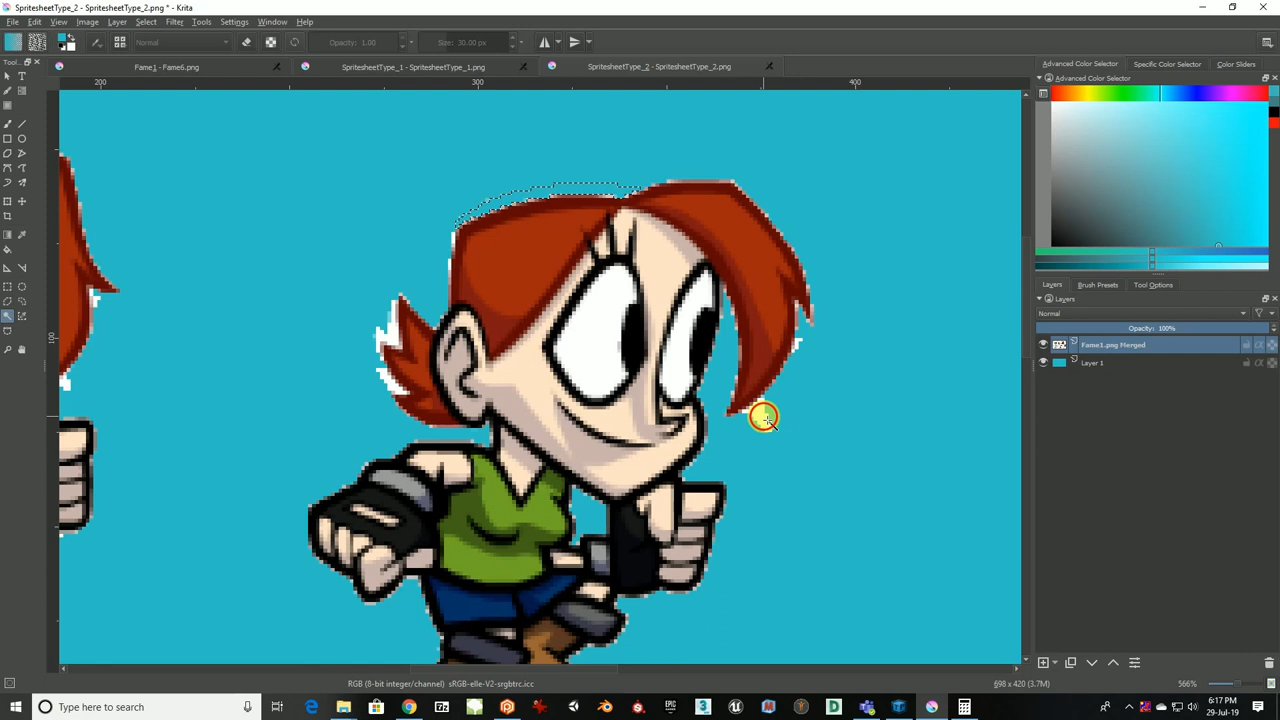 SpritesheetType_2 - SpritesheetType_2.png * - Krita
File Edit View Image Layer Select Filter Tools Settings Window Help
Normal Opacity: 1.00 Size: 30.00 px
Tool... Fame1 - Fame6.png SpritesheetType_1 - SpritesheetType_1.png SpritesheetType_2 - SpritesheetType_2.png
Advanced Color Selector Specific Color Selector Color Sliders
Advanced Color Selector
200 300 400
100
Layers Brush Presets Tool Options
Layers
Normal
Opacity: 100%
Fame1.png Merged
Layer 1
RGB (8-bit integer/channel) sRGB-elle-V2-srgbtrc.icc 698 x 420 (3.7M) 566%
Type here to search
6:17 PM
29-Jul-19